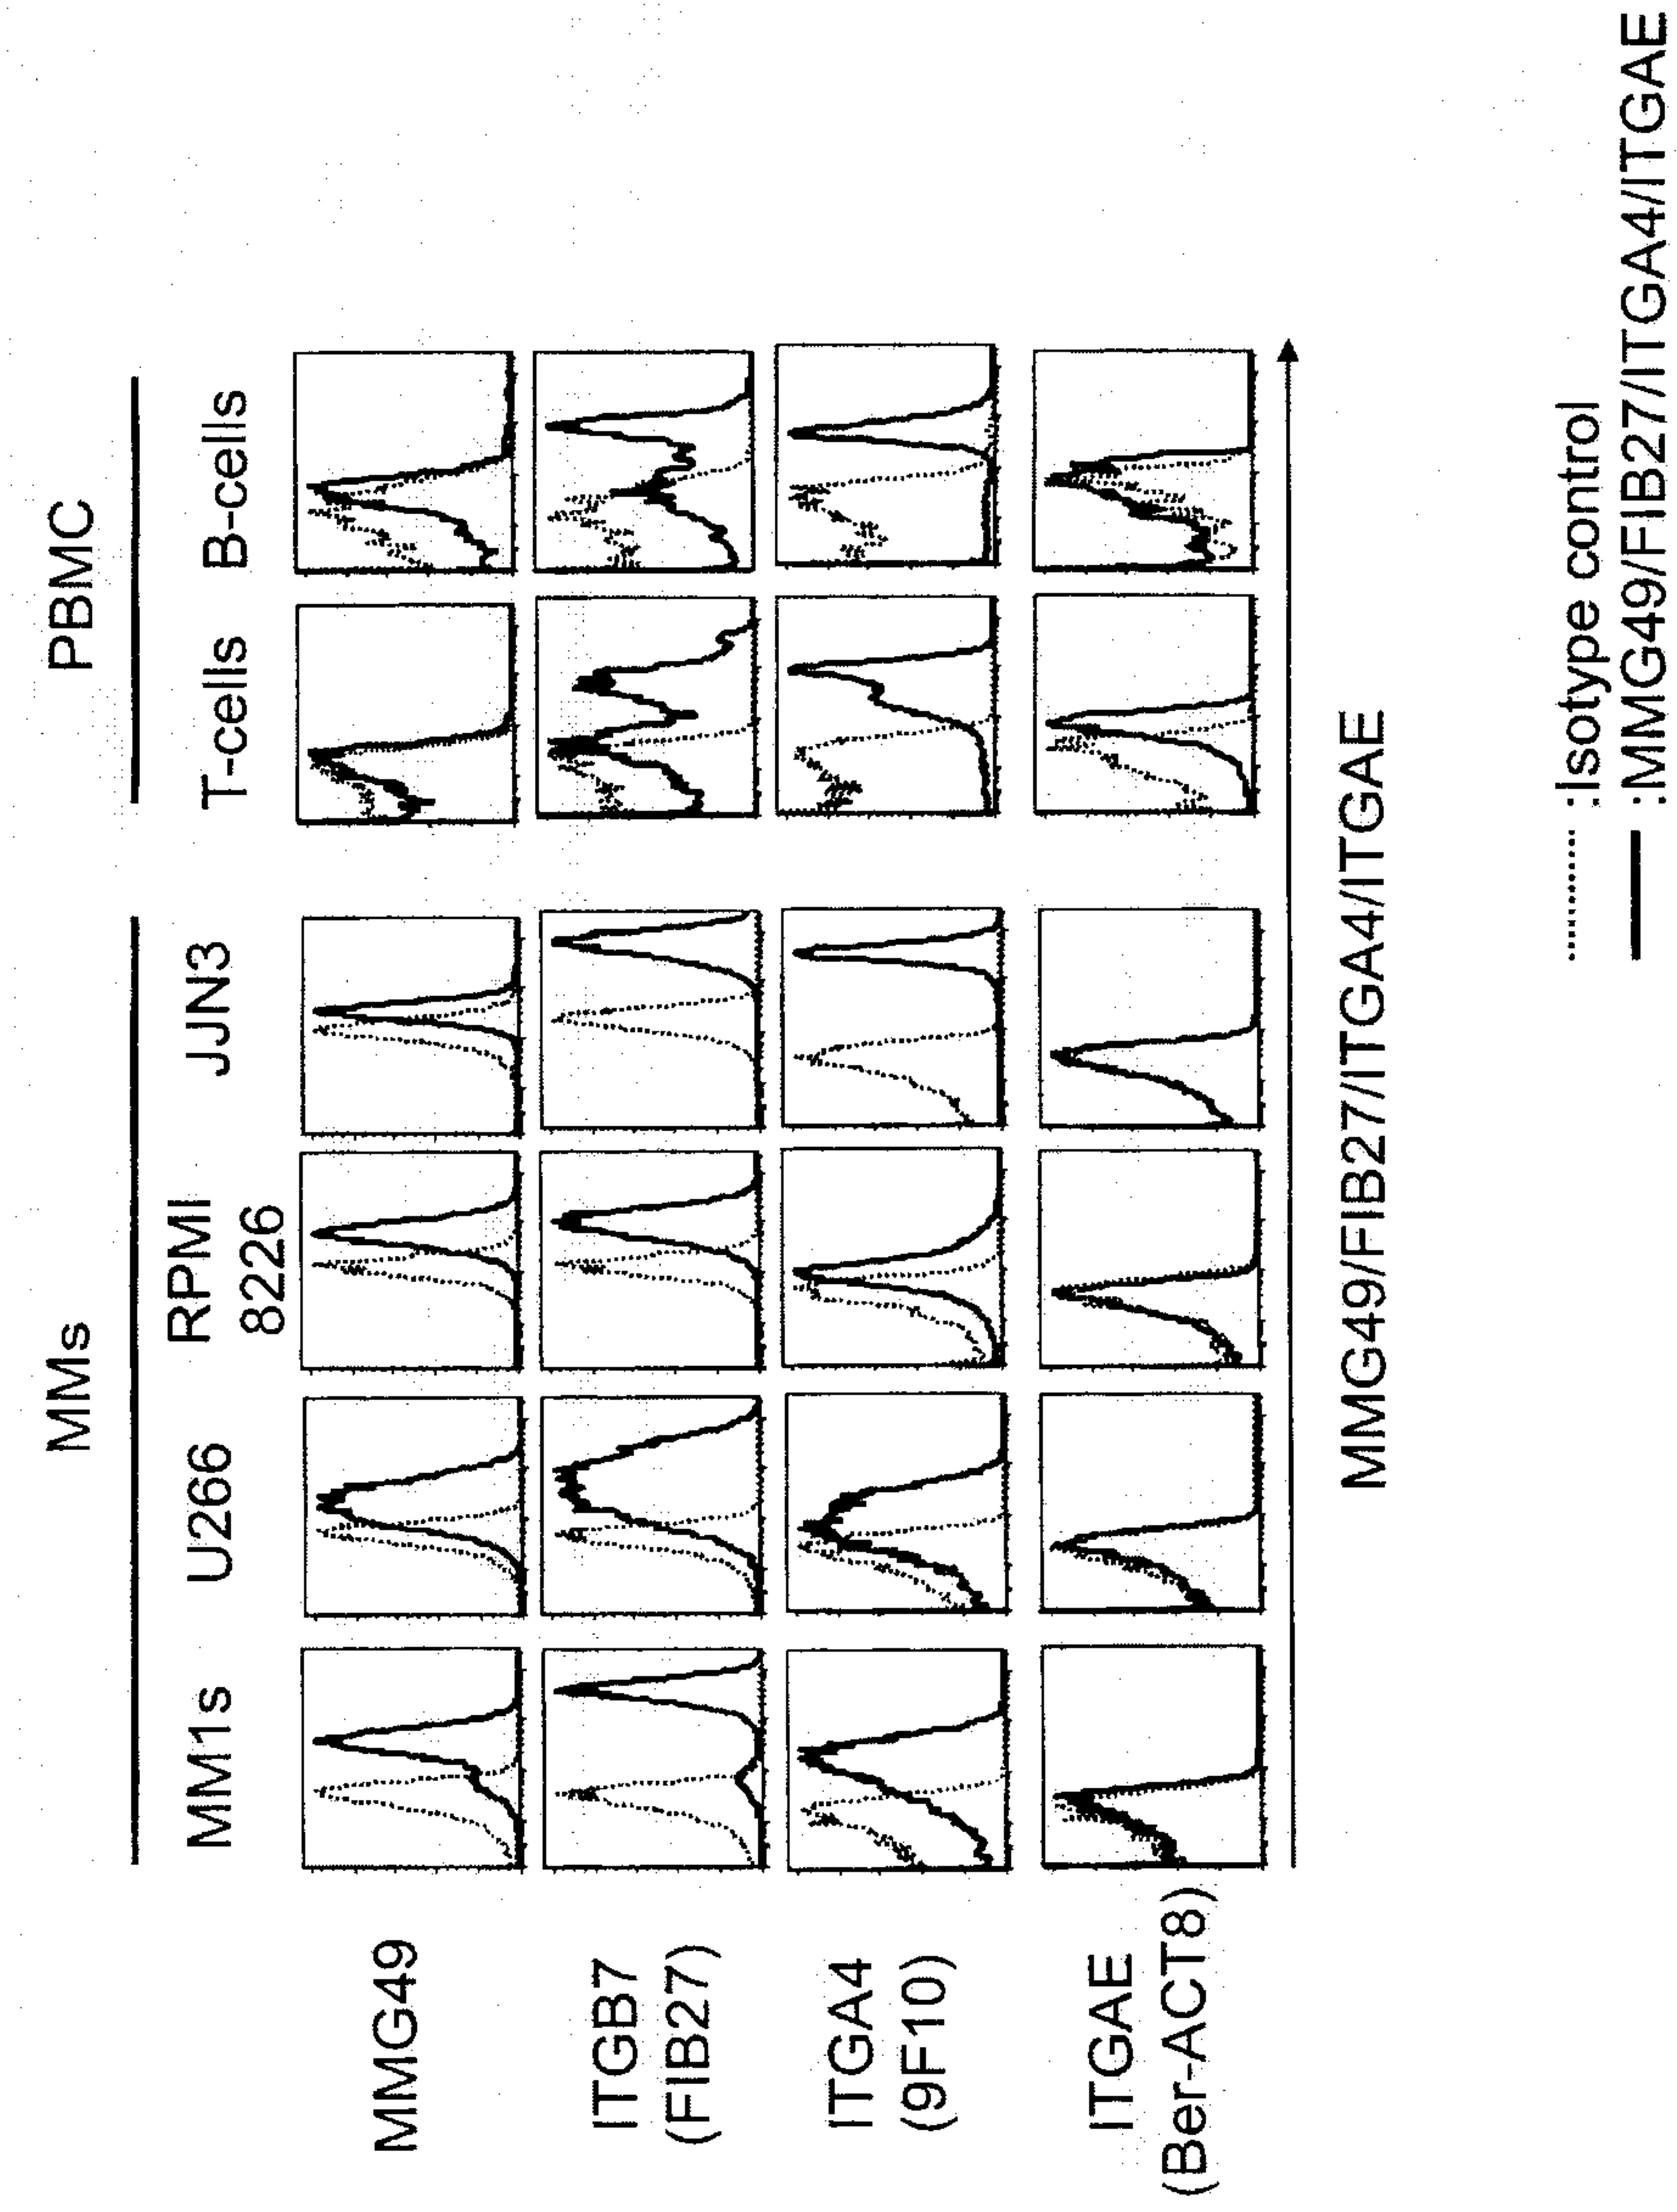 MMs
PBMC
MM1s
U266
RPMI
8226
JJN3
T-cells
B-cells
MMG49
ITGB7
(FIB27)
ITGA4
(9F10)
ITGAE
(Ber-ACT8)
MMG49/FIB27/ITGA4/ITGAE
:Isotype control
:MMG49/FIB27/ITGA4/ITGAE